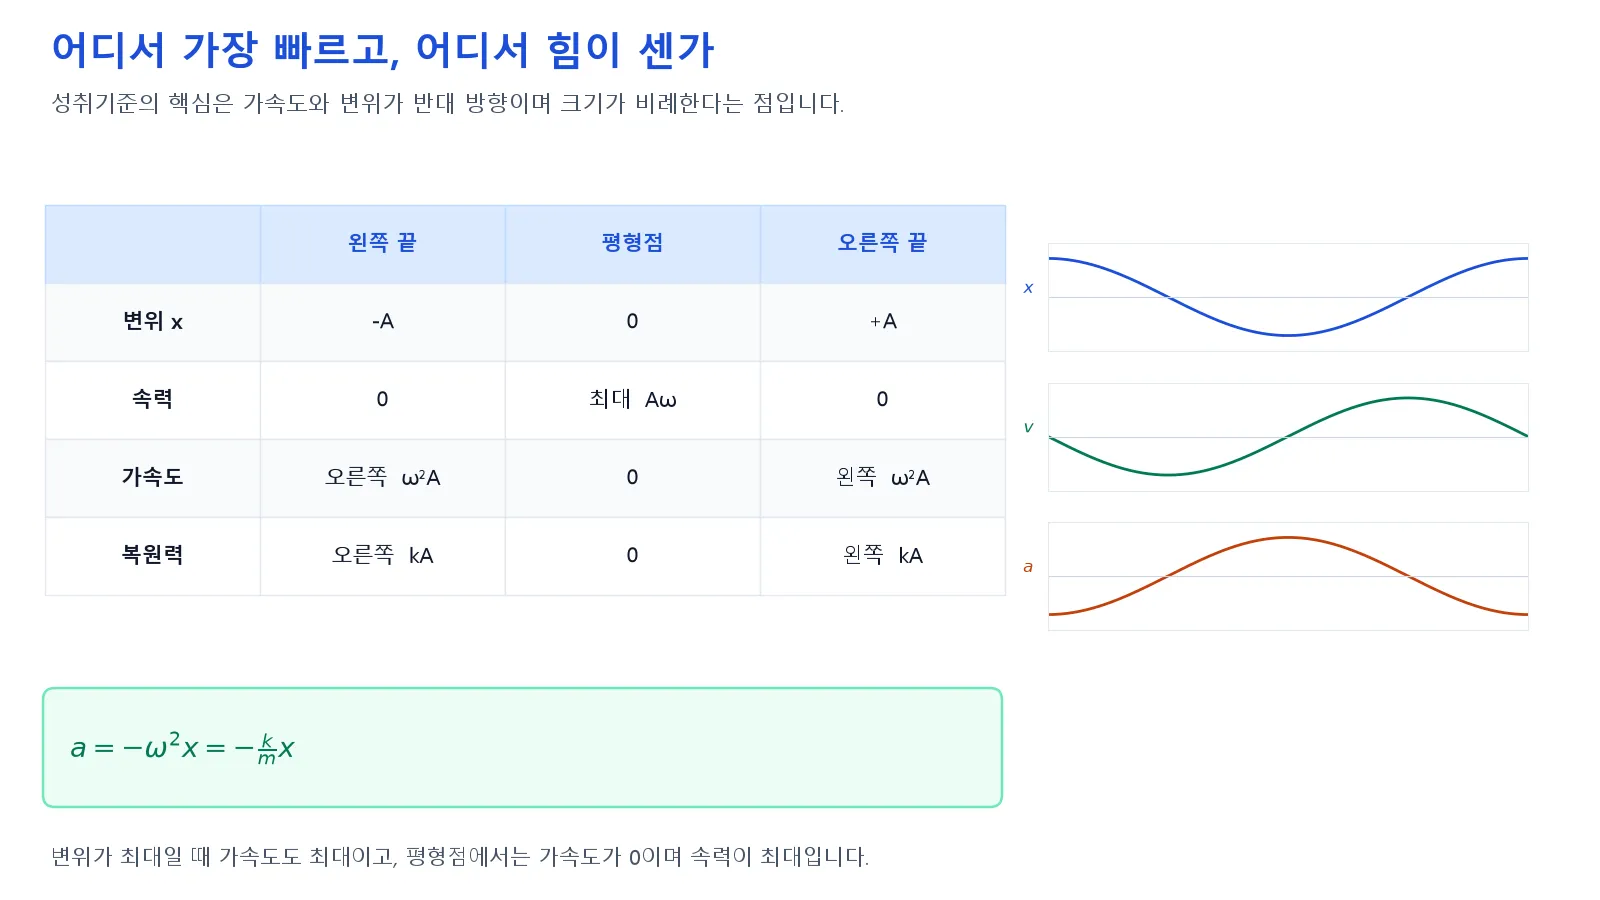 어디서 가장 빠르고, 어디서 힘이 센가
성취기준의 핵심은 가속도와 변위가 반대 방향이며 크기가 비례한다는 점입니다.
왼쪽 끝 평형점 오른쪽 끝
변위 x -A 0 +A
속력 0 최대 Aω 0
가속도 오른쪽 ω²A 0 왼쪽 ω²A
복원력 오른쪽 kA 0 왼쪽 kA
x
v
a
a = −ω²x = −k/m x
변위가 최대일 때 가속도도 최대이고, 평형점에서는 가속도가 0이며 속력이 최대입니다.